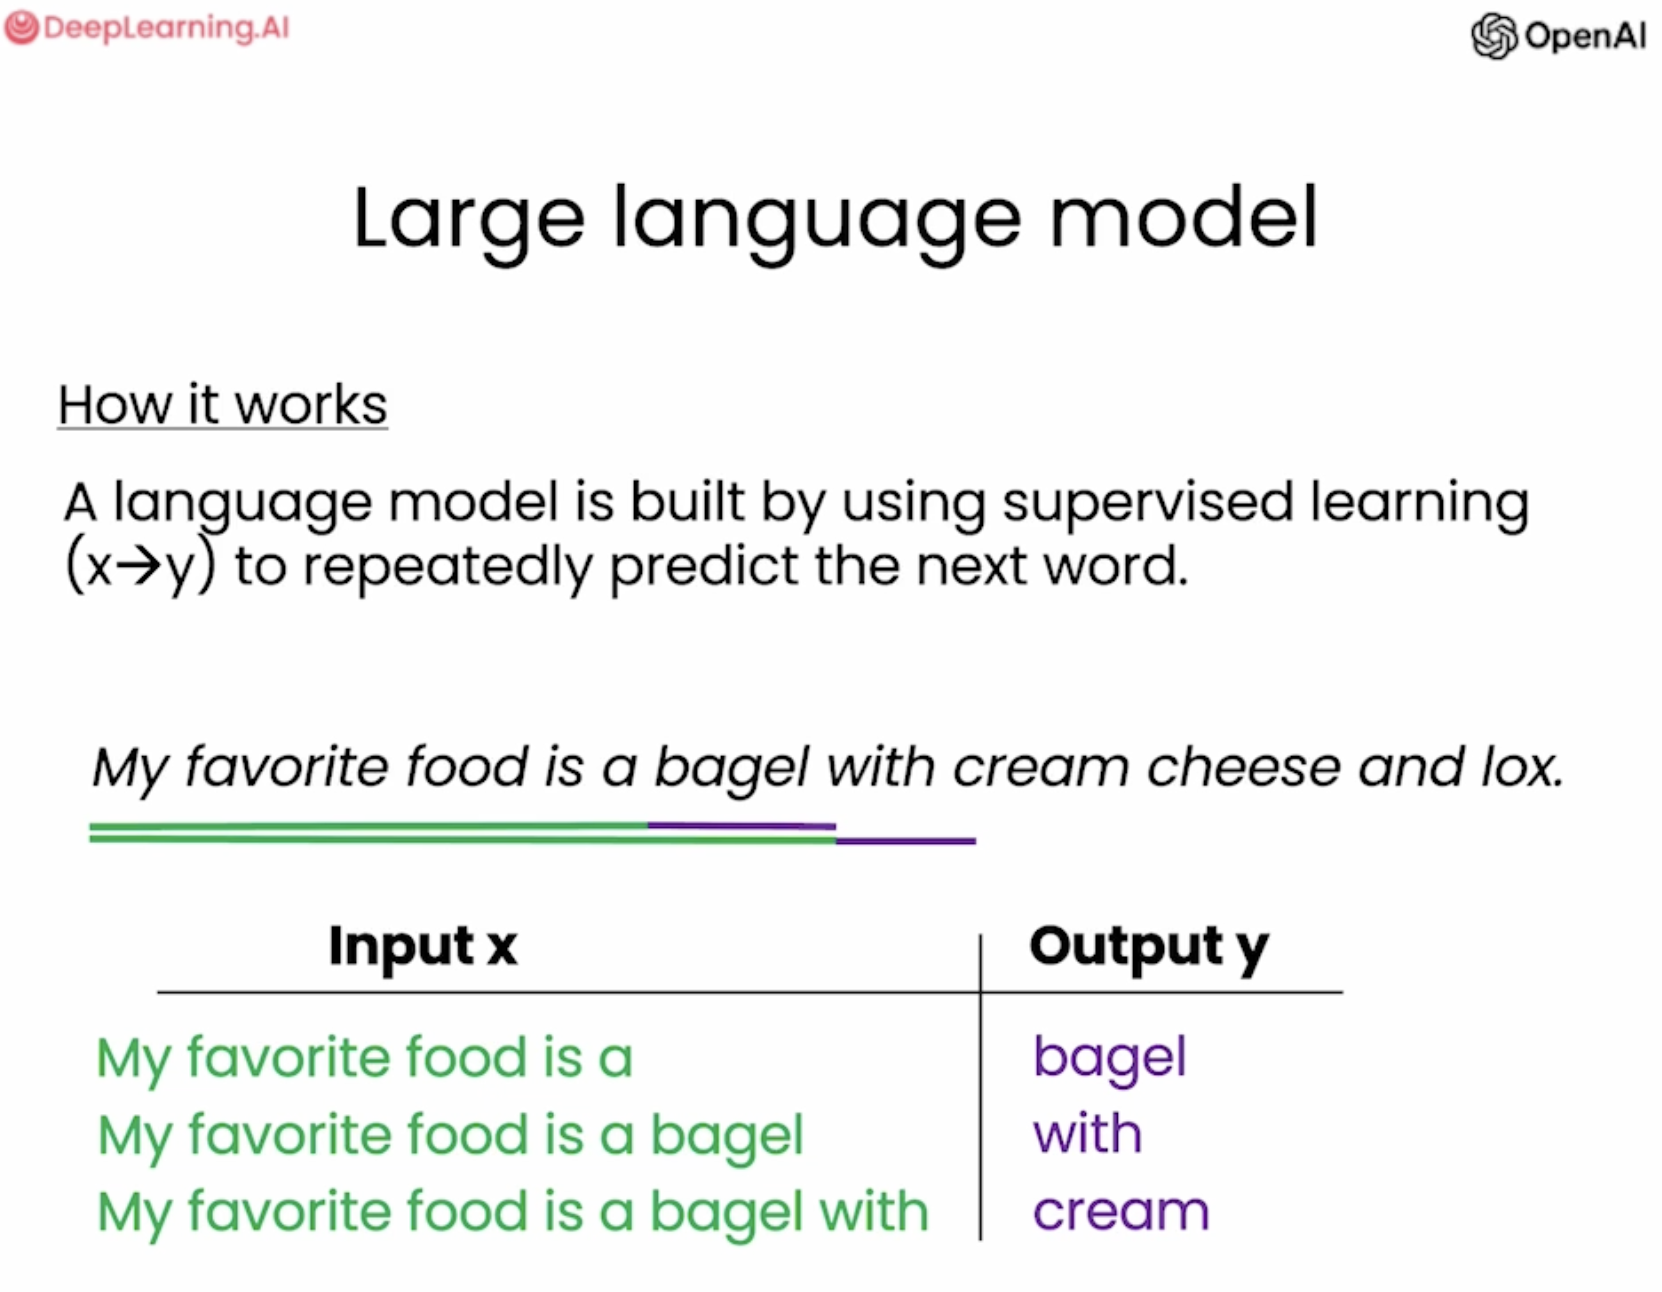 DeepLearning.AI
OpenAI
Large language model
How it works
A language model is built by using supervised learning
(x→y) to repeatedly predict the next word.
My favorite food is a bagel with cream cheese and lox.
Input x Output y
My favorite food is a bagel
My favorite food is a bagel with
My favorite food is a bagel with cream